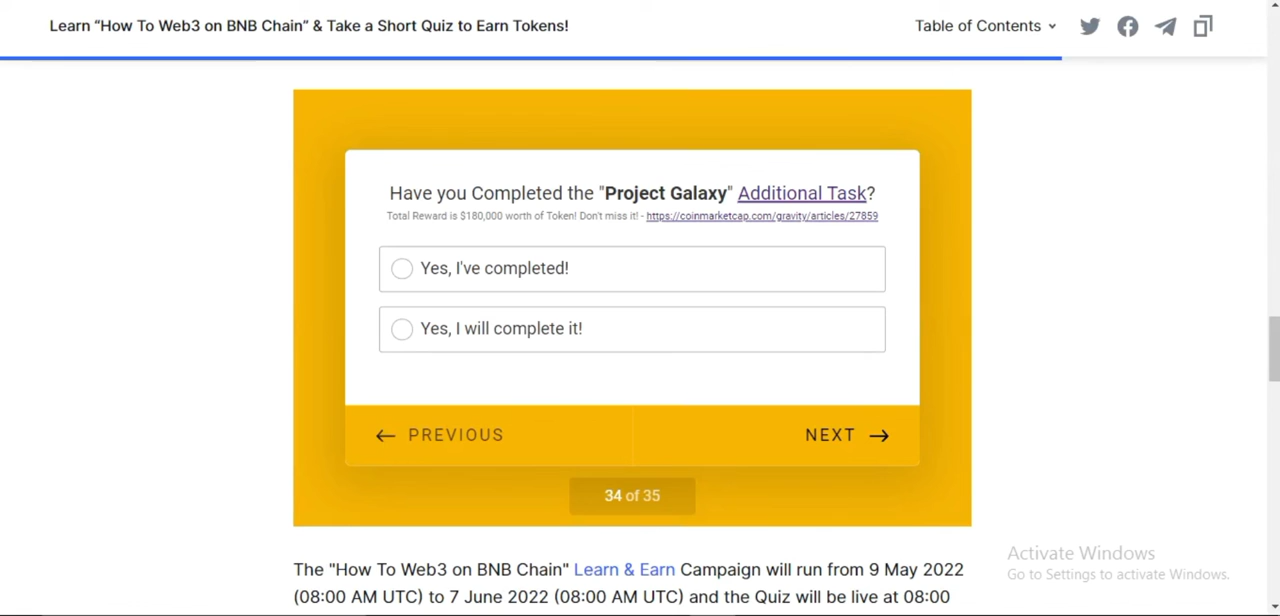 Learn “How To Web3 on BNB Chain” & Take a Short Quiz to Earn Tokens!
Table of Contents
Have you Completed the "Project Galaxy" Additional Task?
Total Reward is $180,000 worth of Token! Don't miss it! - https://coinmarketcap.com/gravity/articles/27859
Yes, I've completed!
Yes, I will complete it!
PREVIOUS
NEXT
34 of 35
The "How To Web3 on BNB Chain" Learn & Earn Campaign will run from 9 May 2022
(08:00 AM UTC) to 7 June 2022 (08:00 AM UTC) and the Quiz will be live at 08:00
Activate Windows
Go to Settings to activate Windows.